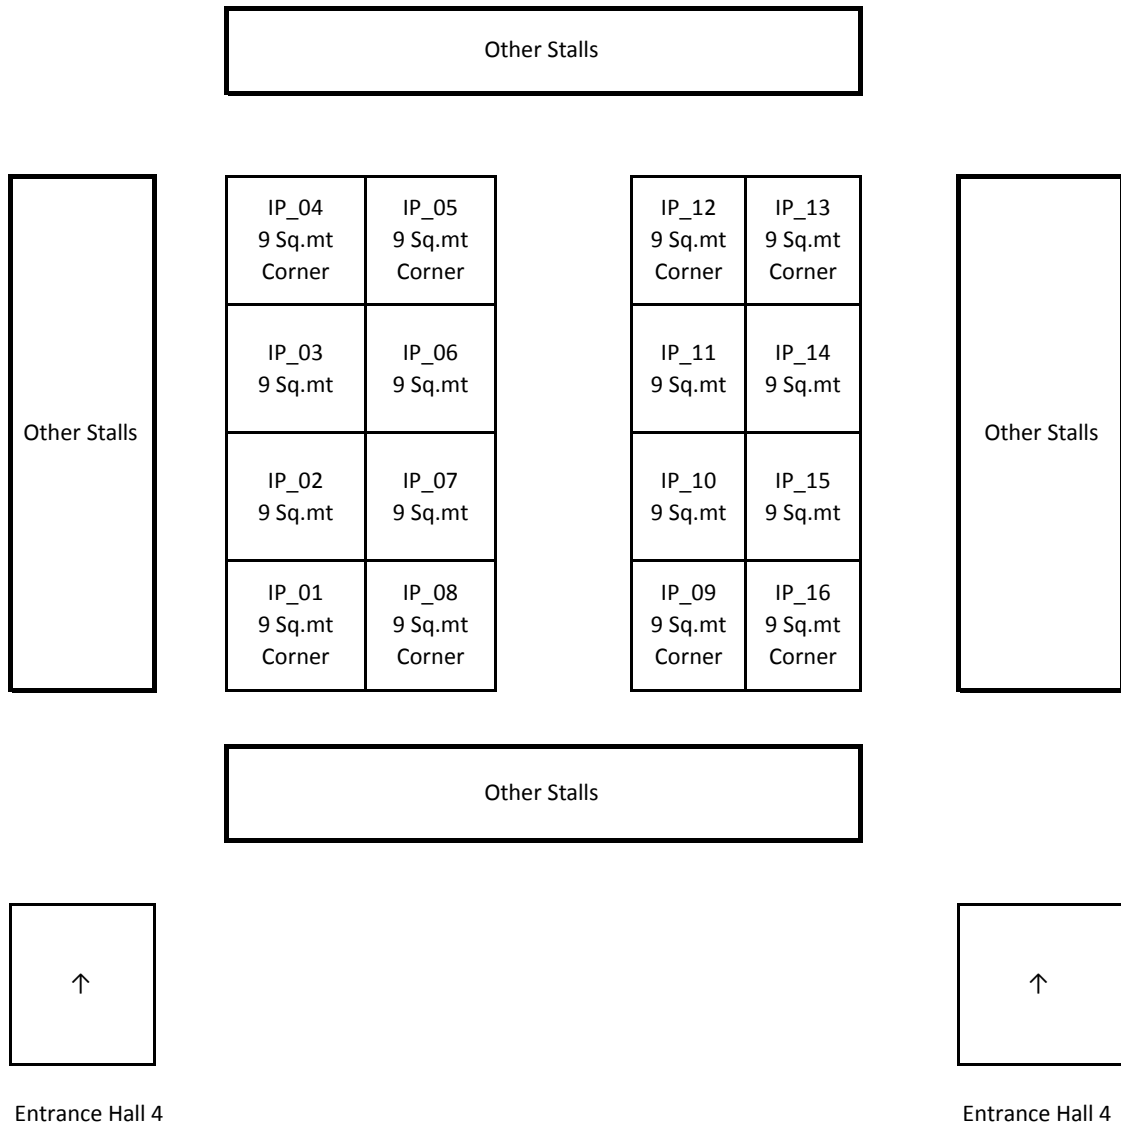 Other Stalls
IP_04
9 Sq.mt
Corner
IP_05
9 Sq.mt
Corner
IP_12
9 Sq.mt
Corner
IP_13
9 Sq.mt
Corner
IP_03
9 Sq.mt
IP_06
9 Sq.mt
IP_11
9 Sq.mt
IP_14
9 Sq.mt
Other Stalls
Other Stalls
IP_02
9 Sq.mt
IP_07
9 Sq.mt
IP_10
9 Sq.mt
IP_15
9 Sq.mt
IP_01
9 Sq.mt
Corner
IP_08
9 Sq.mt
Corner
IP_09
9 Sq.mt
Corner
IP_16
9 Sq.mt
Corner
Other Stalls
↑
↑
Entrance Hall 4
Entrance Hall 4